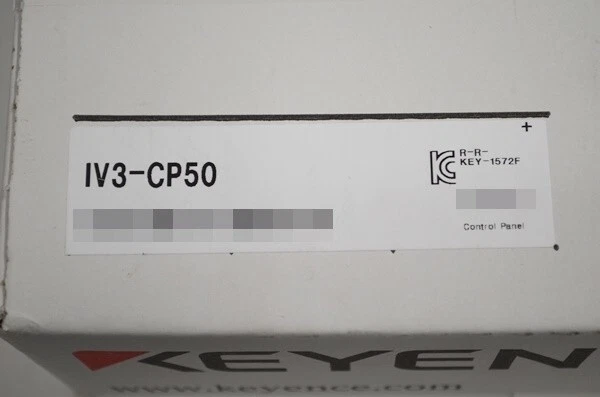 +
R-R-
KEY-1572F
IV3-CP50
Control Panel
KEYEN
www.keyence.com